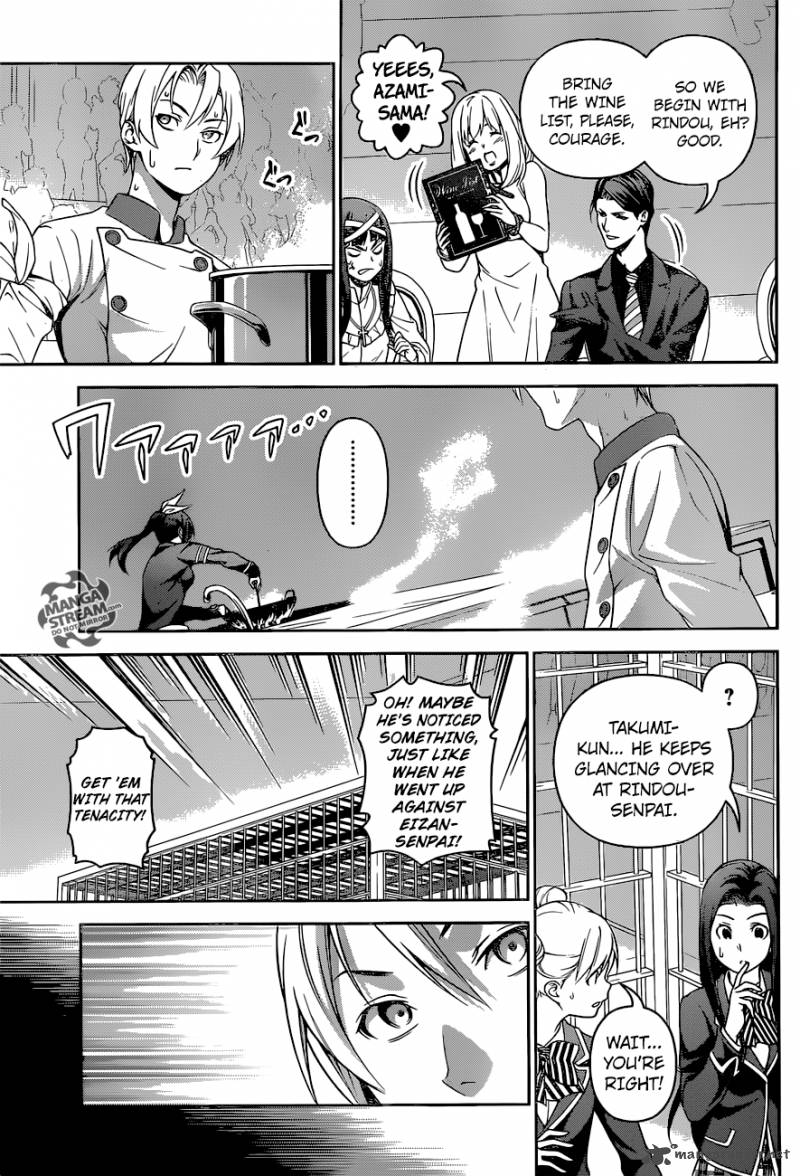 SO WE
BEGIN WITH
RINDOU, EH?
GOOD.
BRING
THE WINE
LIST, PLEASE,
COURAGE.
YEEES,
AZAMI-
SAMA!
♥
Wine List
ぐつ
ぐつ
.........
ワァァァァ...
MANGA
STREAM.com
DO NOT MIRROR!
?
TAKUMI-
KUN... HE KEEPS
GLANCING OVER
AT RINDOU-
SENPAI.
WAIT...
YOU'RE
RIGHT!
OH! MAYBE
HE'S NOTICED
SOMETHING,
JUST LIKE
WHEN HE
WENT UP
AGAINST
EIZAN-
SENPAI!
GET 'EM
WITH THAT
TENACITY!